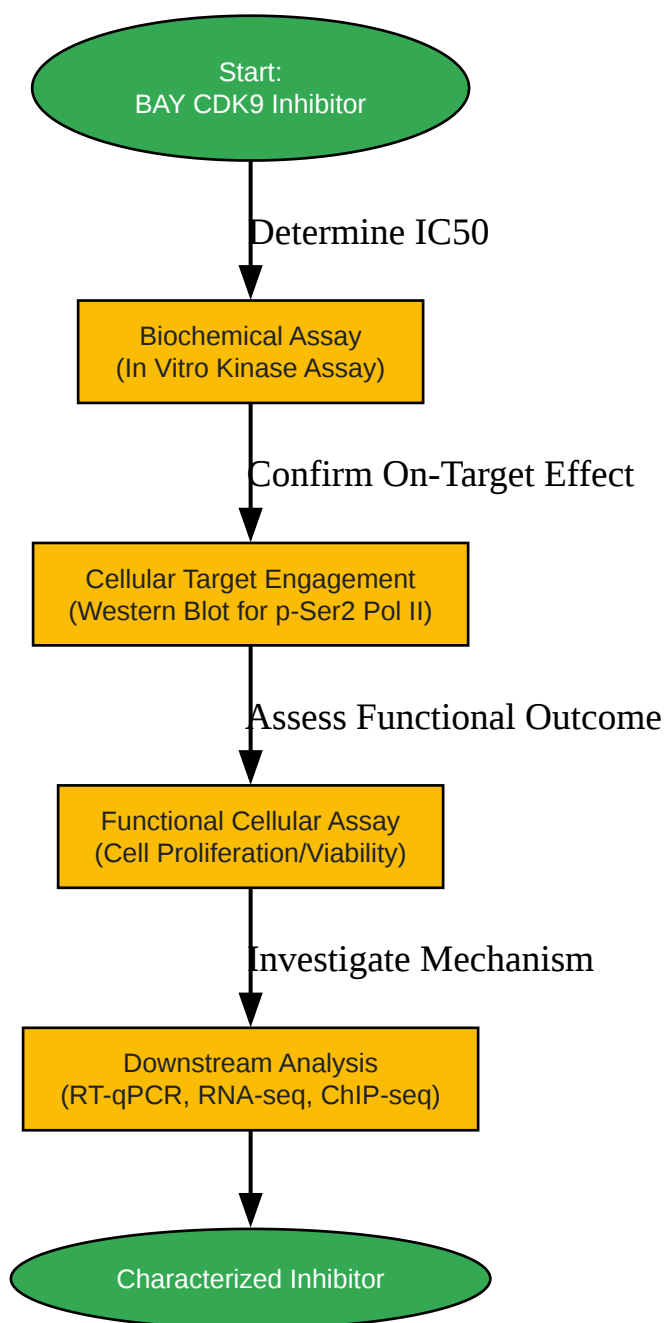 Start:
BAY CDK9 Inhibitor
Determine IC50
Biochemical Assay
(In Vitro Kinase Assay)
Confirm On-Target Effect
Cellular Target Engagement
(Western Blot for p-Ser2 Pol II)
Assess Functional Outcome
Functional Cellular Assay
(Cell Proliferation/Viability)
Investigate Mechanism
Downstream Analysis
(RT-qPCR, RNA-seq, ChIP-seq)
Characterized Inhibitor